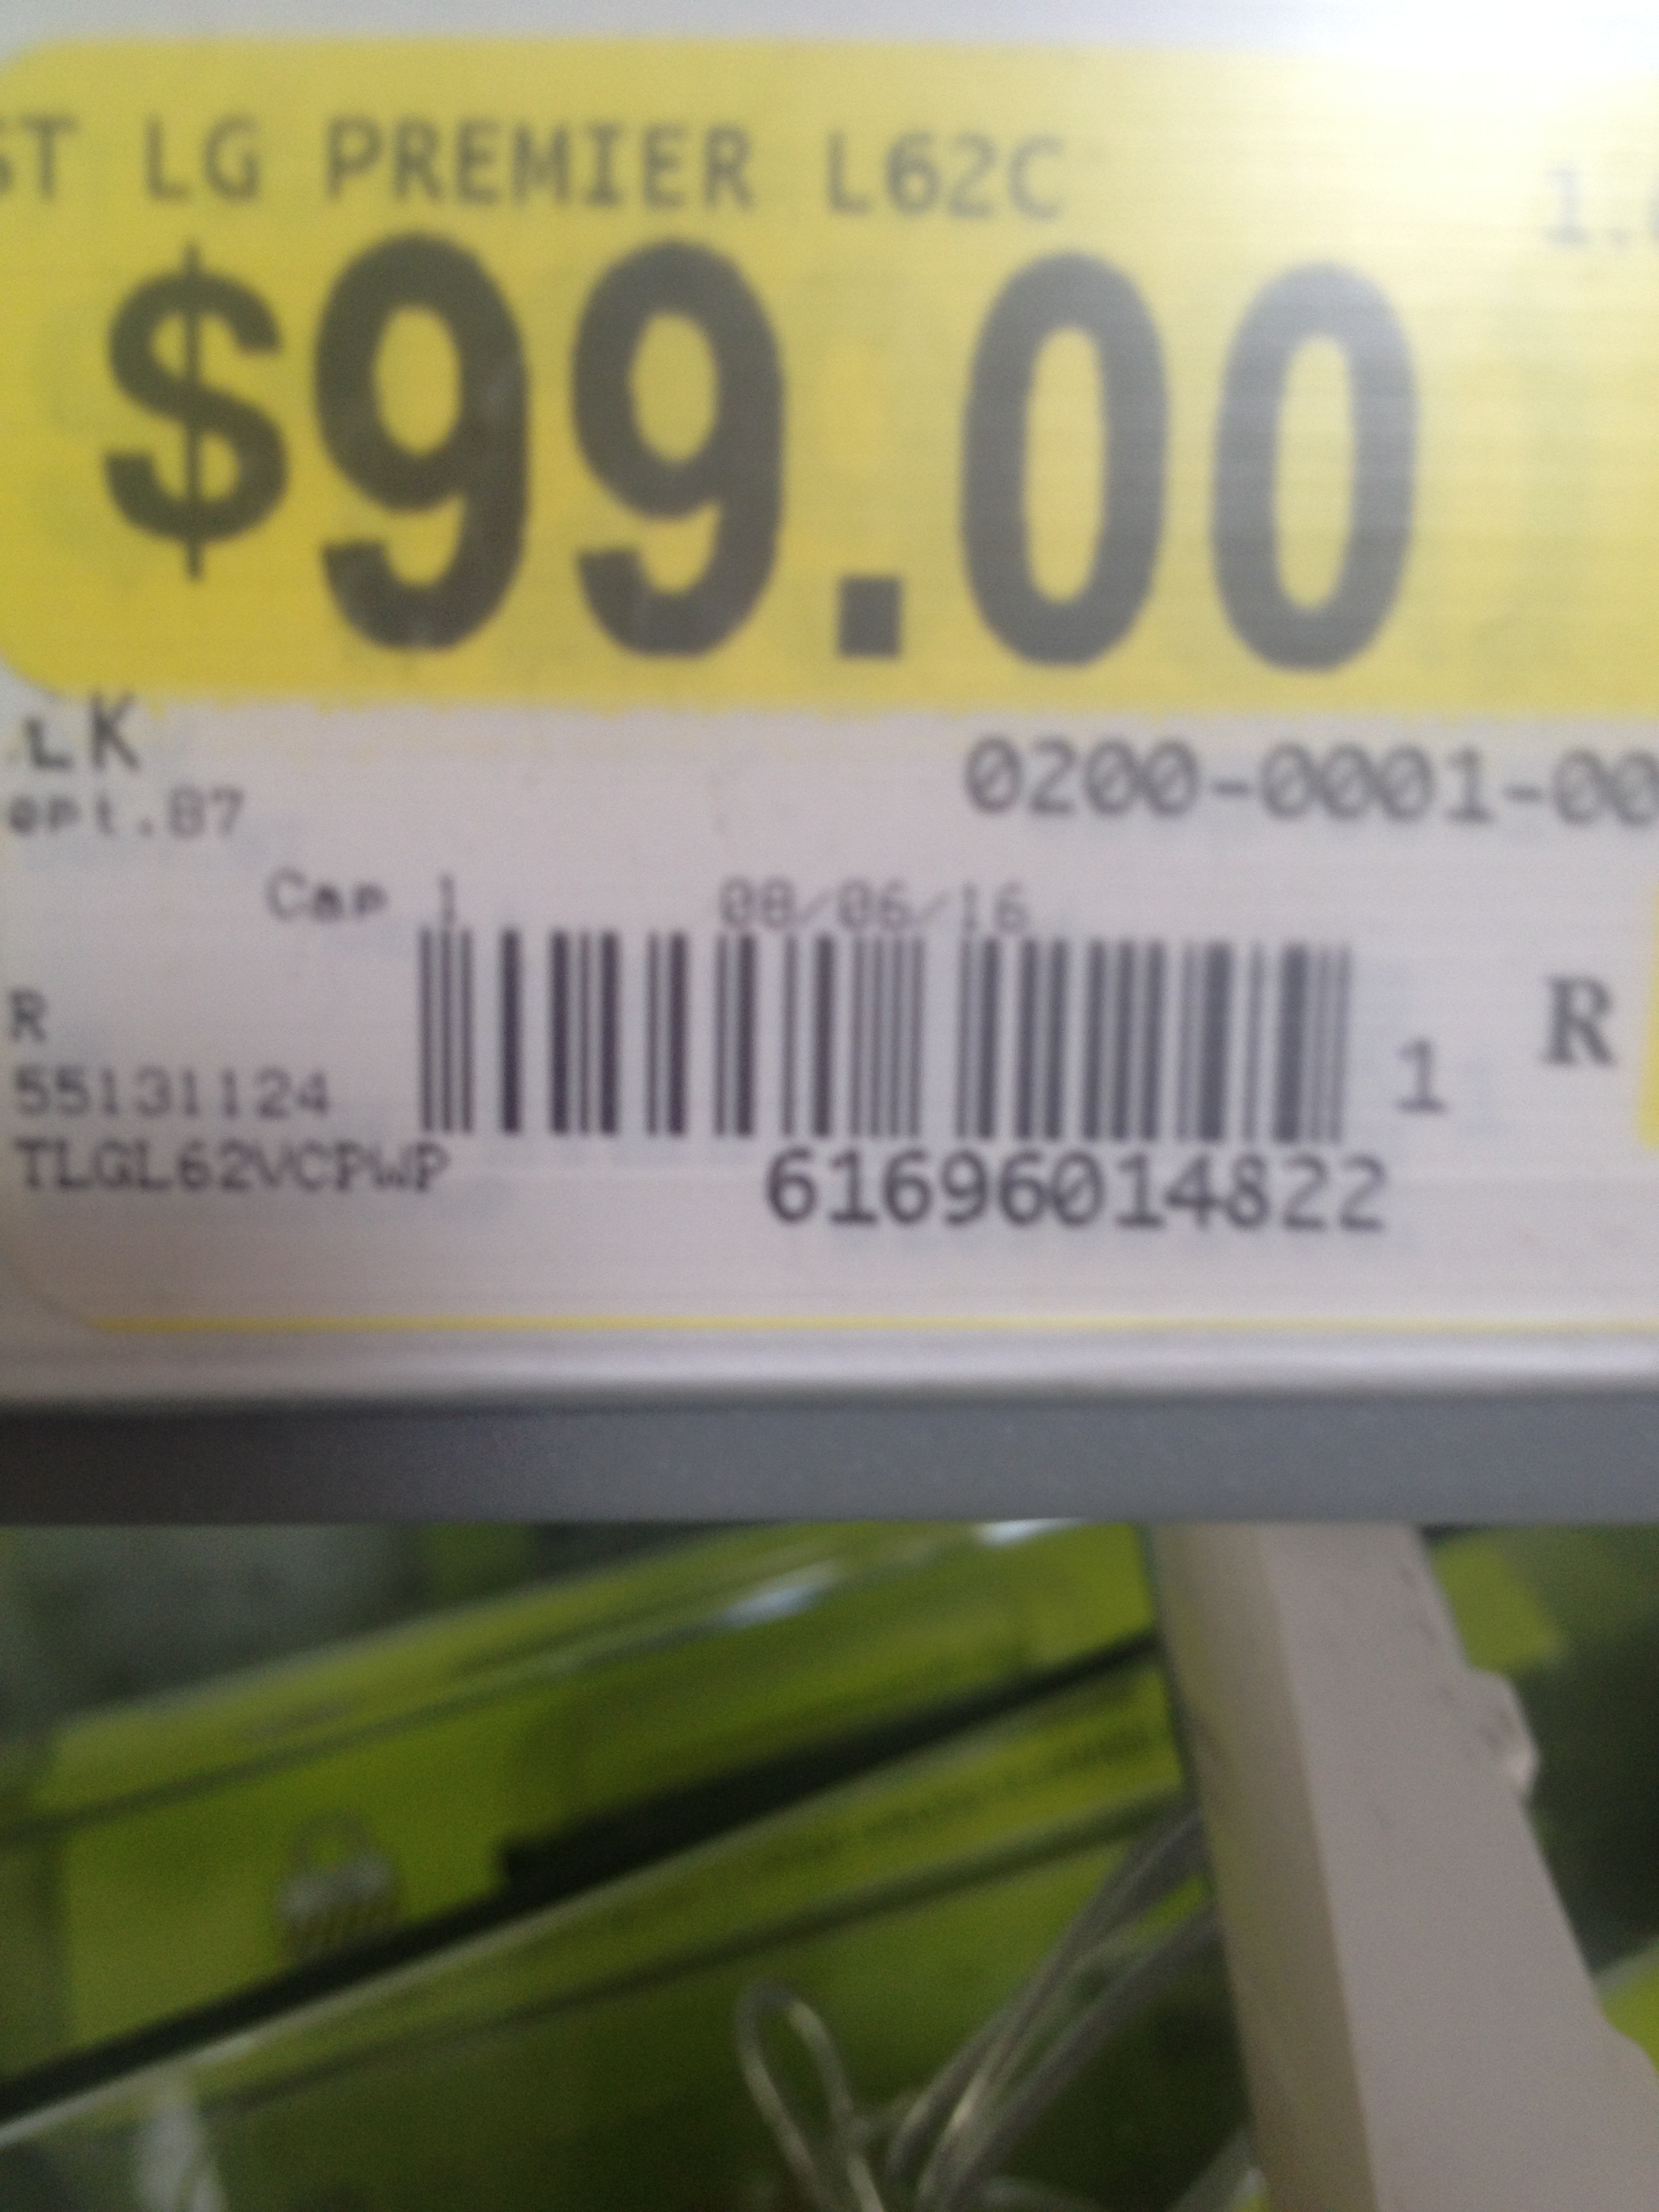 ST LG PREMIER L62C 1.
$99.00
LK 0200-0001-00
ept.87
Cap 1 08/06/16
R R
1
55131124
TLGL62VCPWP 61696014822